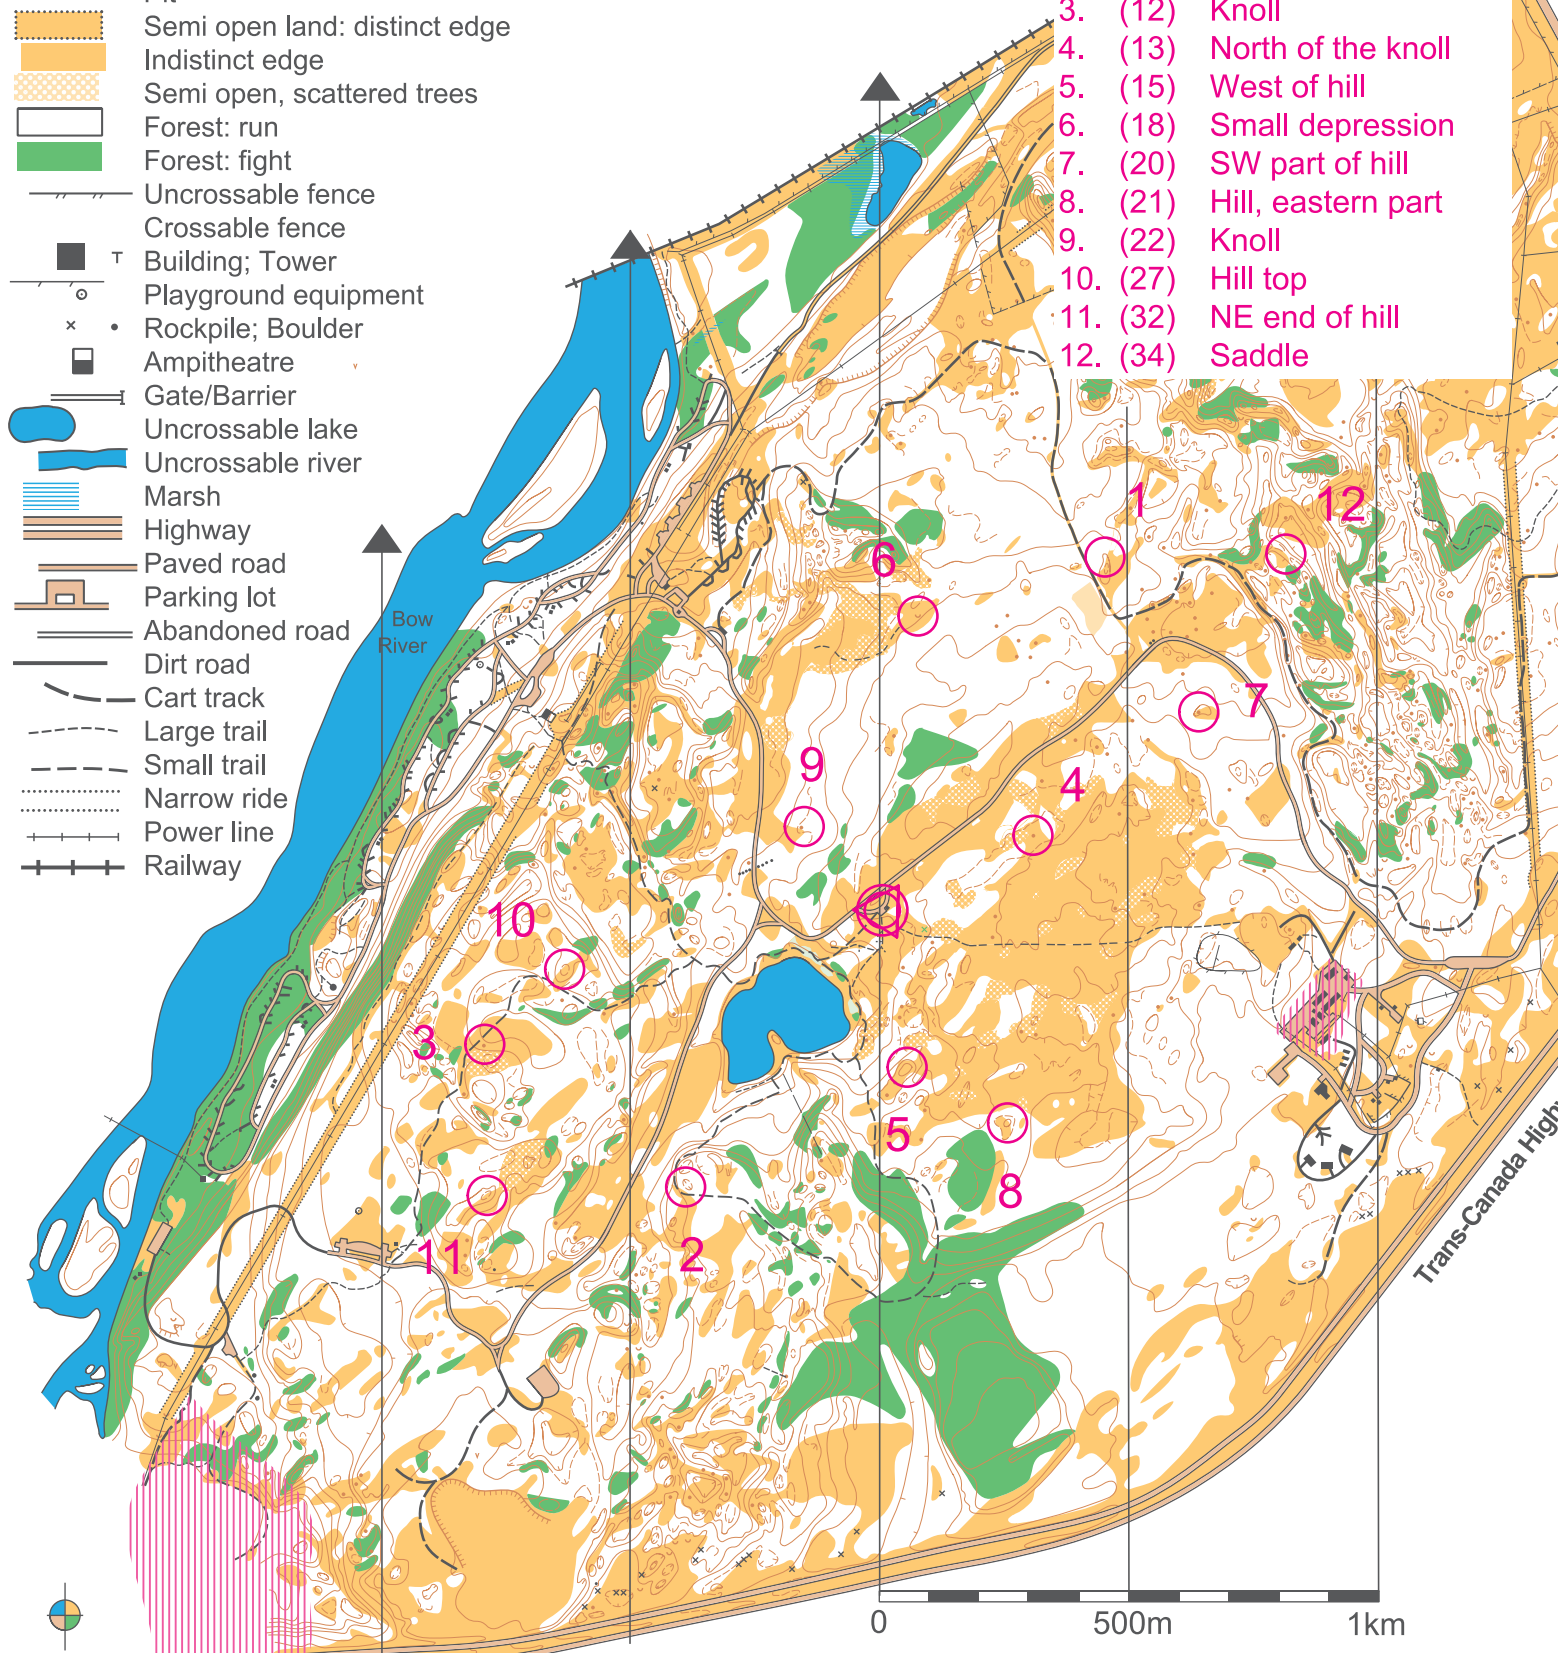 Semi open land: distinct edge
Indistinct edge
Semi open, scattered trees
Forest: run
Forest: fight
Uncrossable fence
Crossable fence
Building; Tower
Playground equipment
Rockpile; Boulder
Ampitheatre
Gate/Barrier
Uncrossable lake
Uncrossable river
Marsh
Highway
Paved road
Parking lot
Abandoned road
Dirt road
Cart track
Large trail
Small trail
Narrow ride
Power line
Railway
3. (12) Knoll
4. (13) North of the knoll
5. (15) West of hill
6. (18) Small depression
7. (20) SW part of hill
8. (21) Hill, eastern part
9. (22) Knoll
10. (27) Hill top
11. (32) NE end of hill
12. (34) Saddle
1
12
6
Bow
River
7
9
4
10
3
5
8
11
2
Trans-Canada High
0 500m 1km